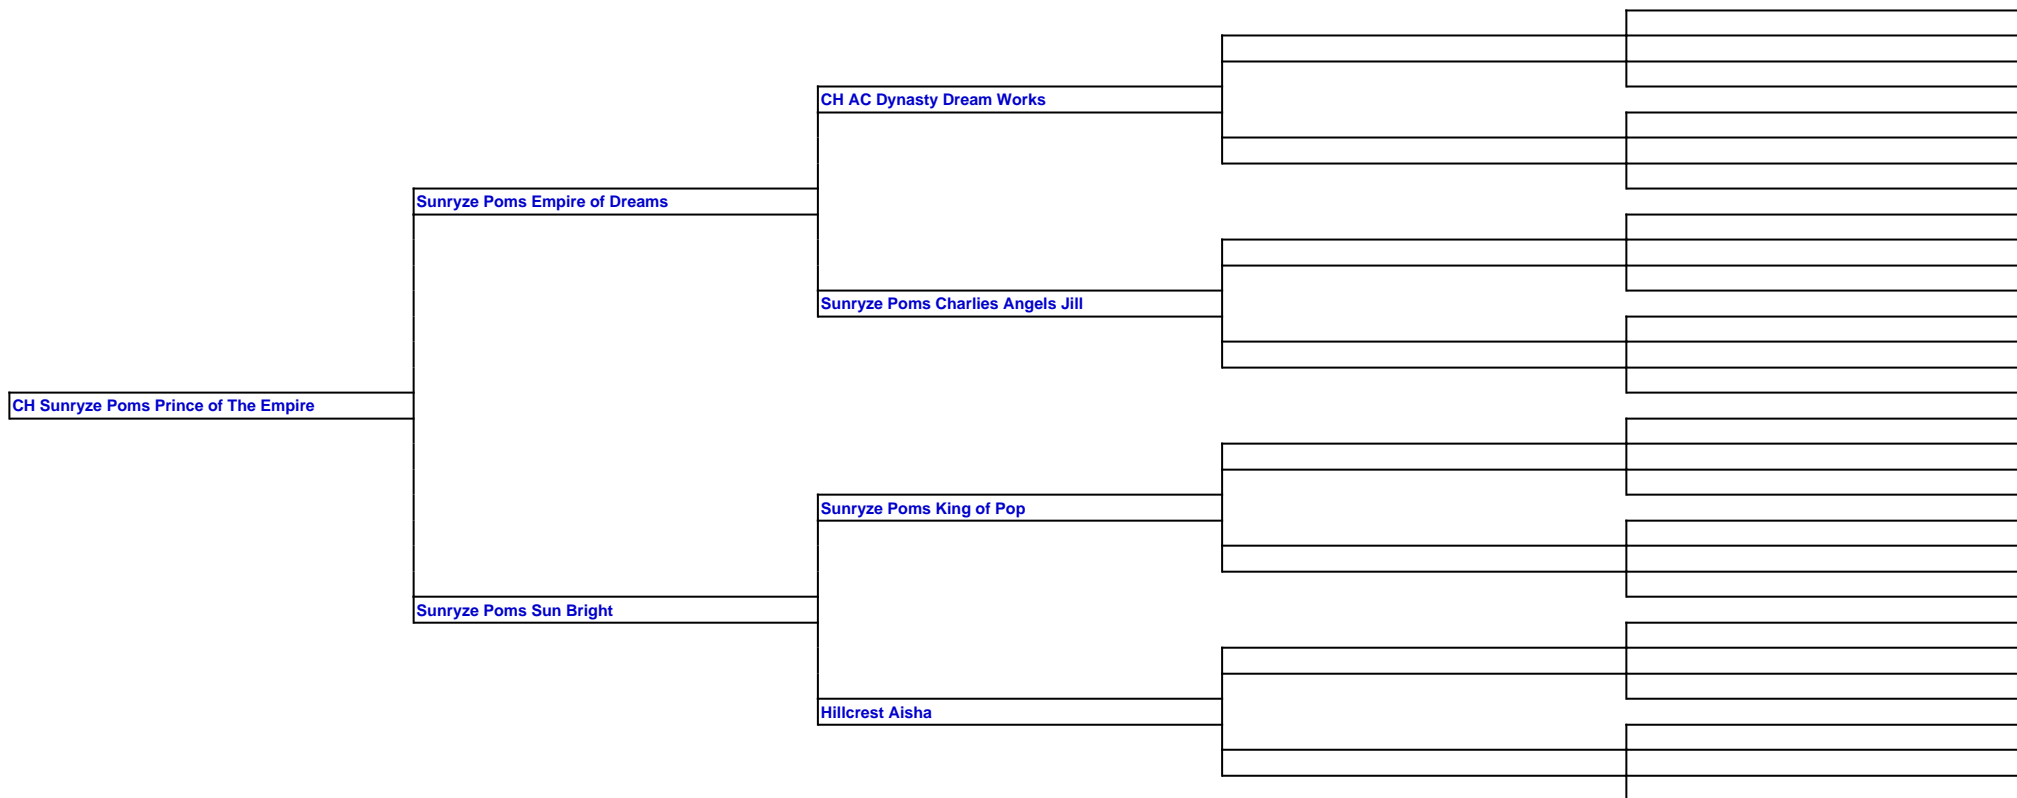 CH AC Dynasty Dream Works
Sunryze Poms Empire of Dreams
Sunryze Poms Charlies Angels Jill
CH Sunryze Poms Prince of The Empire
Sunryze Poms King of Pop
Sunryze Poms Sun Bright
Hillcrest Aisha